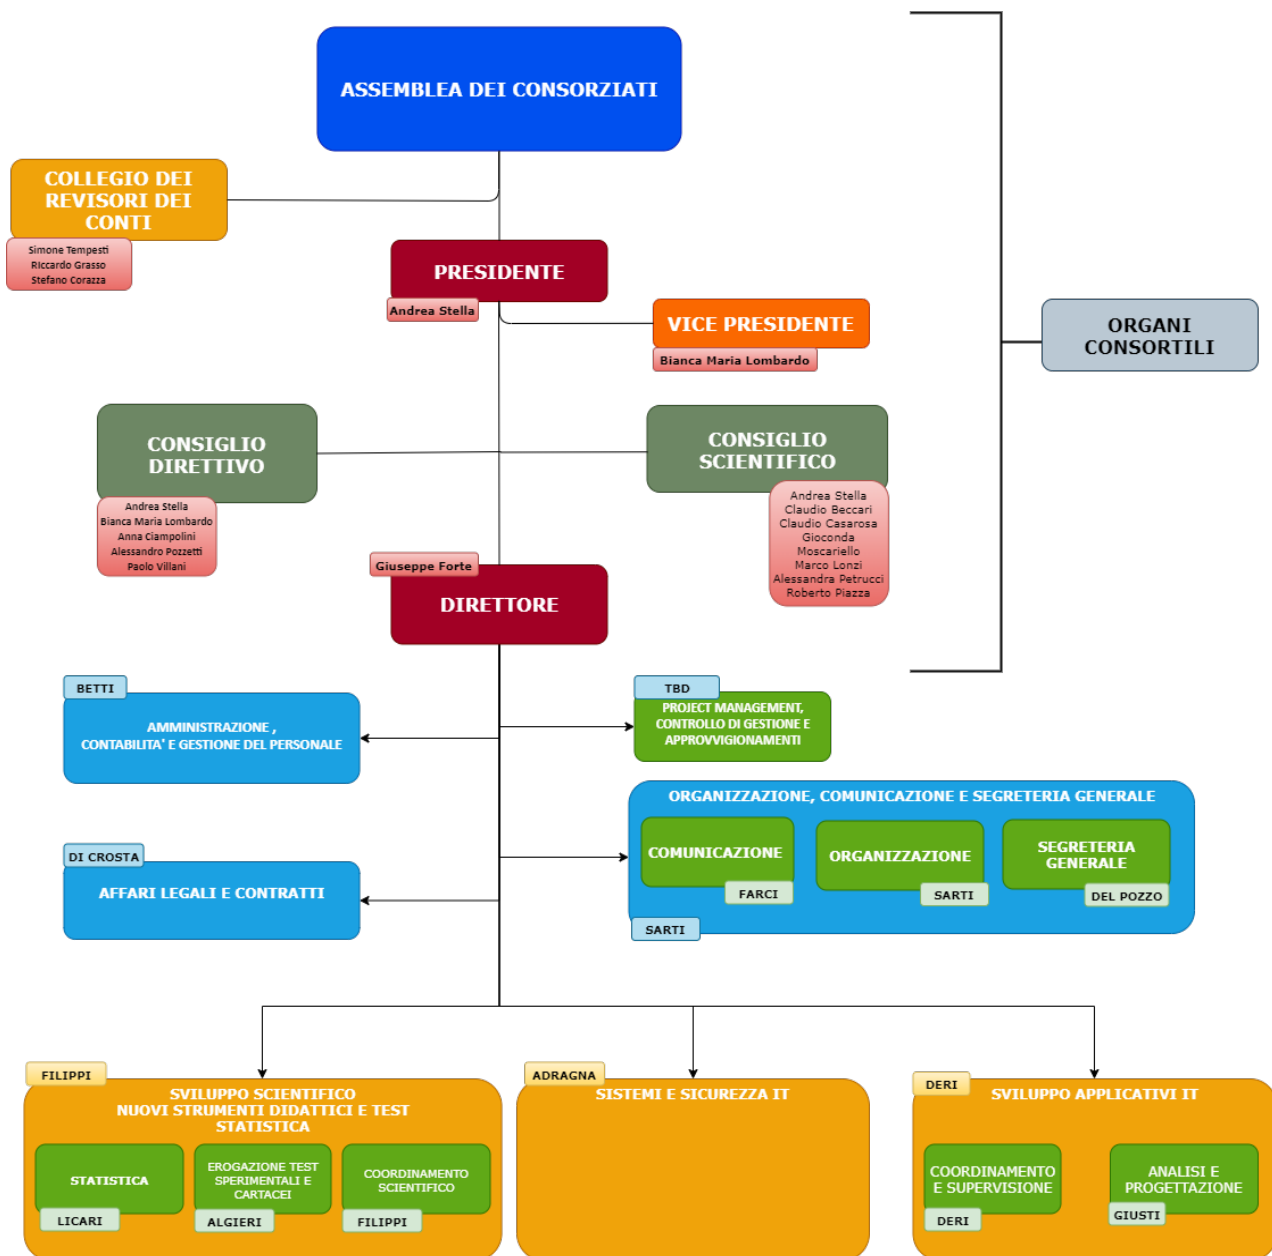 ASSEMBLEA DEI CONSORZIATI
COLLEGIO DEI
REVISORI DEI
CONTI
Simone Tempesti
RIccardo Grasso
Stefano Corazza
PRESIDENTE
Andrea Stella
VICE PRESIDENTE
Bianca Maria Lombardo
ORGANI
CONSORTILI
CONSIGLIO
DIRETTIVO
Andrea Stella
Bianca Maria Lombardo
Anna Ciampolini
Alessandro Pozzetti
Paolo Villani
CONSIGLIO
SCIENTIFICO
Andrea Stella
Claudio Beccari
Claudio Casarosa
Gioconda
Moscariello
Marco Lonzi
Alessandra Petrucci
Roberto Piazza
Giuseppe Forte
DIRETTORE
BETTI
AMMINISTRAZIONE ,
CONTABILITA' E GESTIONE DEL PERSONALE
TBD
PROJECT MANAGEMENT,
CONTROLLO DI GESTIONE E
APPROVVIGIONAMENTI
ORGANIZZAZIONE, COMUNICAZIONE E SEGRETERIA GENERALE
COMUNICAZIONE
FARCI
ORGANIZZAZIONE
SARTI
SEGRETERIA
GENERALE
DEL POZZO
SARTI
DI CROSTA
AFFARI LEGALI E CONTRATTI
FILIPPI
SVILUPPO SCIENTIFICO
NUOVI STRUMENTI DIDATTICI E TEST
STATISTICA
STATISTICA
LICARI
EROGAZIONE TEST
SPERIMENTALI E
CARTACEI
ALGIERI
COORDINAMENTO
SCIENTIFICO
FILIPPI
ADRAGNA
SISTEMI E SICUREZZA IT
DERI
SVILUPPO APPLICATIVI IT
COORDINAMENTO
E SUPERVISIONE
DERI
ANALISI E
PROGETTAZIONE
GIUSTI